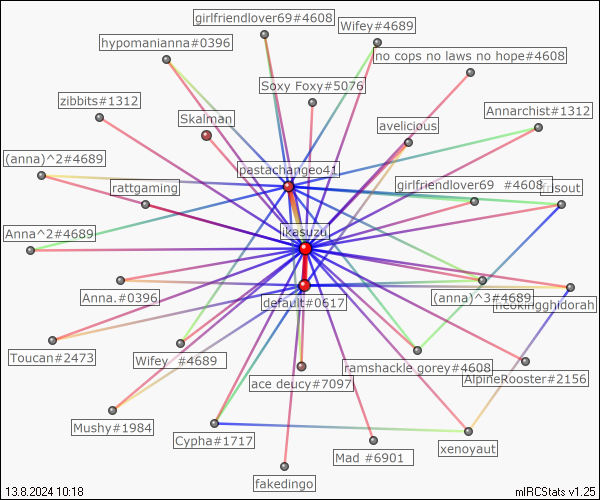 girlfriendlover69#4608
Wifey#4689
hypomanianna#0396
no cops no laws no hope#4608
Soxy Foxy#5076
zibbits#1312
Annarchist#1312
Skalman
avelicious
(anna)^2#4689
pastachangeo41
rattgaming
girlfriendlover69 #4608
Anna^2#4689
ikasuzu
Anna.#0396
default#0617
(anna)^3#4689
neokingghidorah
Toucan#2473
Wifey #4689
ramshackle gorey#4608
ace deucy#7097
AlpineRooster#2156
Mushy#1984
Cypha#1717
Mad #6901
xenoyaut
fakedingo
13.8.2024 10:18
mIRCStats v1.25